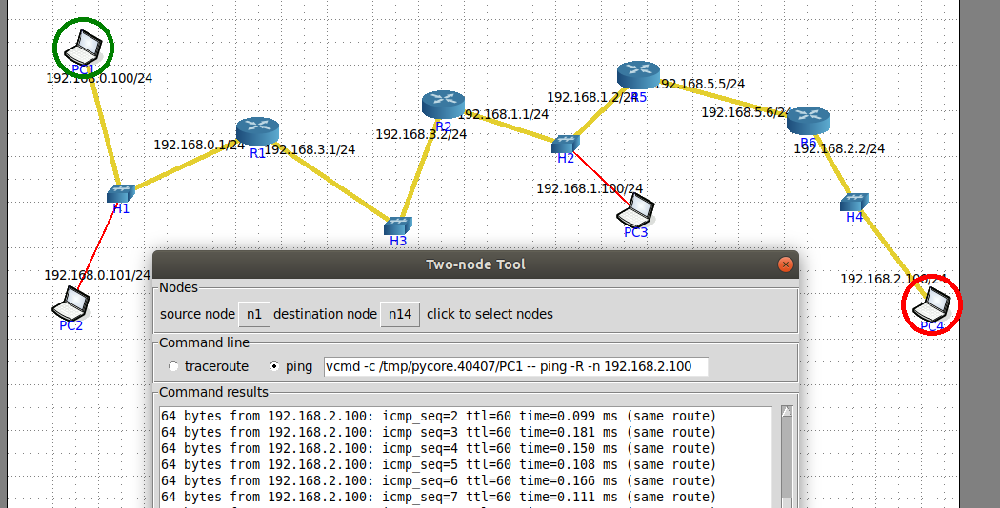 PC1
192.168.0.100/24
192.168.1.2/24
R5
192.168.5.5/24
R2
192.168.1.1/24
192.168.5.6/24
192.168.0.1/24
R1
192.168.3.1/24
192.168.3.2/24
H2
R6
192.168.2.2/24
192.168.1.100/24
H1
H3
PC3
H4
192.168.0.101/24
PC2
192.168.2.100/24
PC4
Two-node Tool
Nodes
source node n1 destination node n14 click to select nodes
Command line
traceroute ping vcmd -c /tmp/pycore.40407/PC1 -- ping -R -n 192.168.2.100
Command results
64 bytes from 192.168.2.100: icmp_seq=2 ttl=60 time=0.099 ms (same route)
64 bytes from 192.168.2.100: icmp_seq=3 ttl=60 time=0.181 ms (same route)
64 bytes from 192.168.2.100: icmp_seq=4 ttl=60 time=0.150 ms (same route)
64 bytes from 192.168.2.100: icmp_seq=5 ttl=60 time=0.108 ms (same route)
64 bytes from 192.168.2.100: icmp_seq=6 ttl=60 time=0.166 ms (same route)
64 bytes from 192.168.2.100: icmp_seq=7 ttl=60 time=0.111 ms (same route)